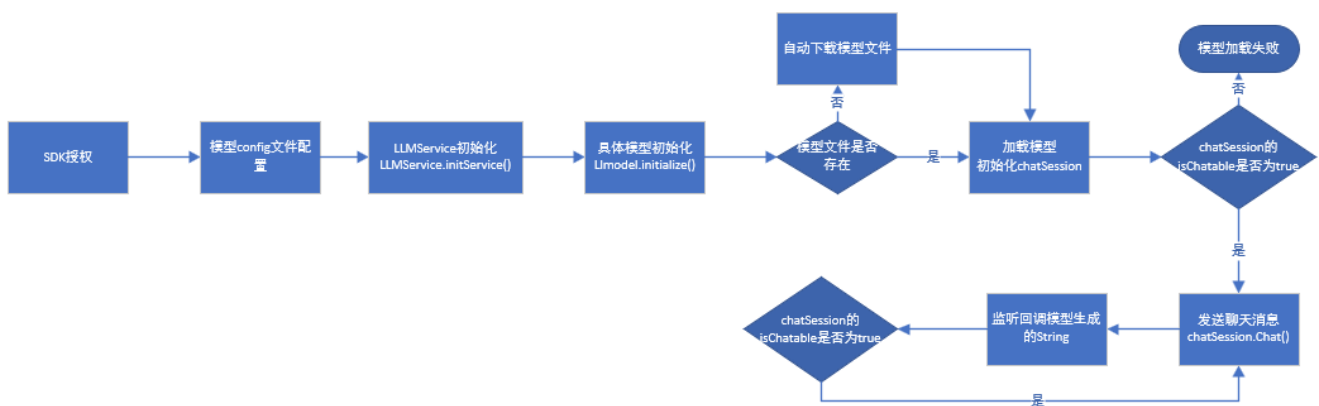 SDK授权
模型config文件配
置
LLMService初始化
LLMService.initService()
具体模型初始化
Llmodel.initialize()
模型文件是否
存在
否
自动下载模型文件
是
加载模型
初始化chatSession
chatSession的
isChatable是否为true
否
模型加载失败
是
发送聊天消息
chatSession.Chat()
监听回调模型生成
的String
chatSession的
isChatable是否为true
是